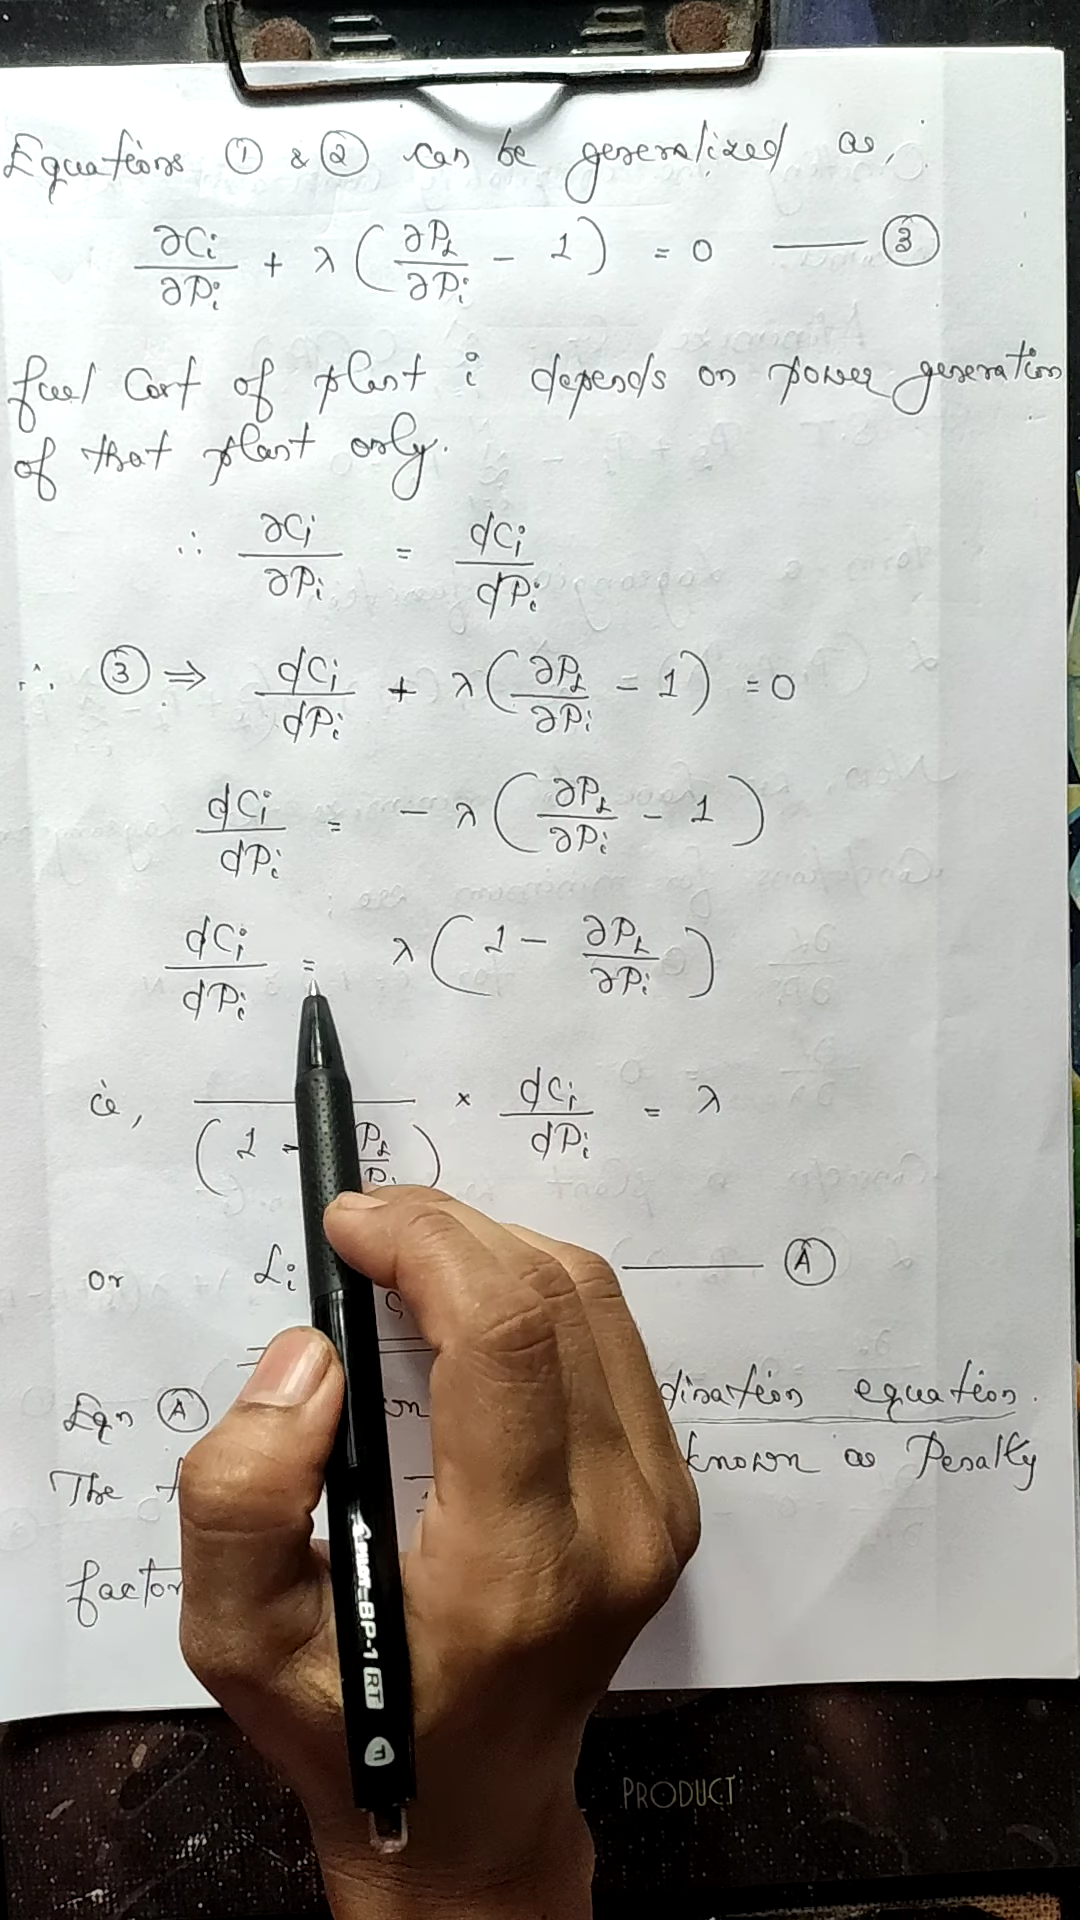 Equations ① & ② can be generalized as,
∂Ci/∂Pi + λ ( ∂PL/∂Pi - 1 ) = 0 —— ③
fuel Cost of plant i depends on power generation
of that plant only.
∴ ∂Ci/∂Pi = dCi/dPi
∴ ③ ⇒ dCi/dPi + λ ( ∂PL/∂Pi - 1 ) = 0
dCi/dPi = - λ ( ∂PL/∂Pi - 1 )
dCi/dPi = λ ( 1 - ∂PL/∂Pi )
ie, ( 1 - PL/Pi ) × dCi/dPi = λ
or Li —— Ⓐ
Eqn Ⓐ equation.
The known as Penalty
factor
BP-1 RT
PRODUCT